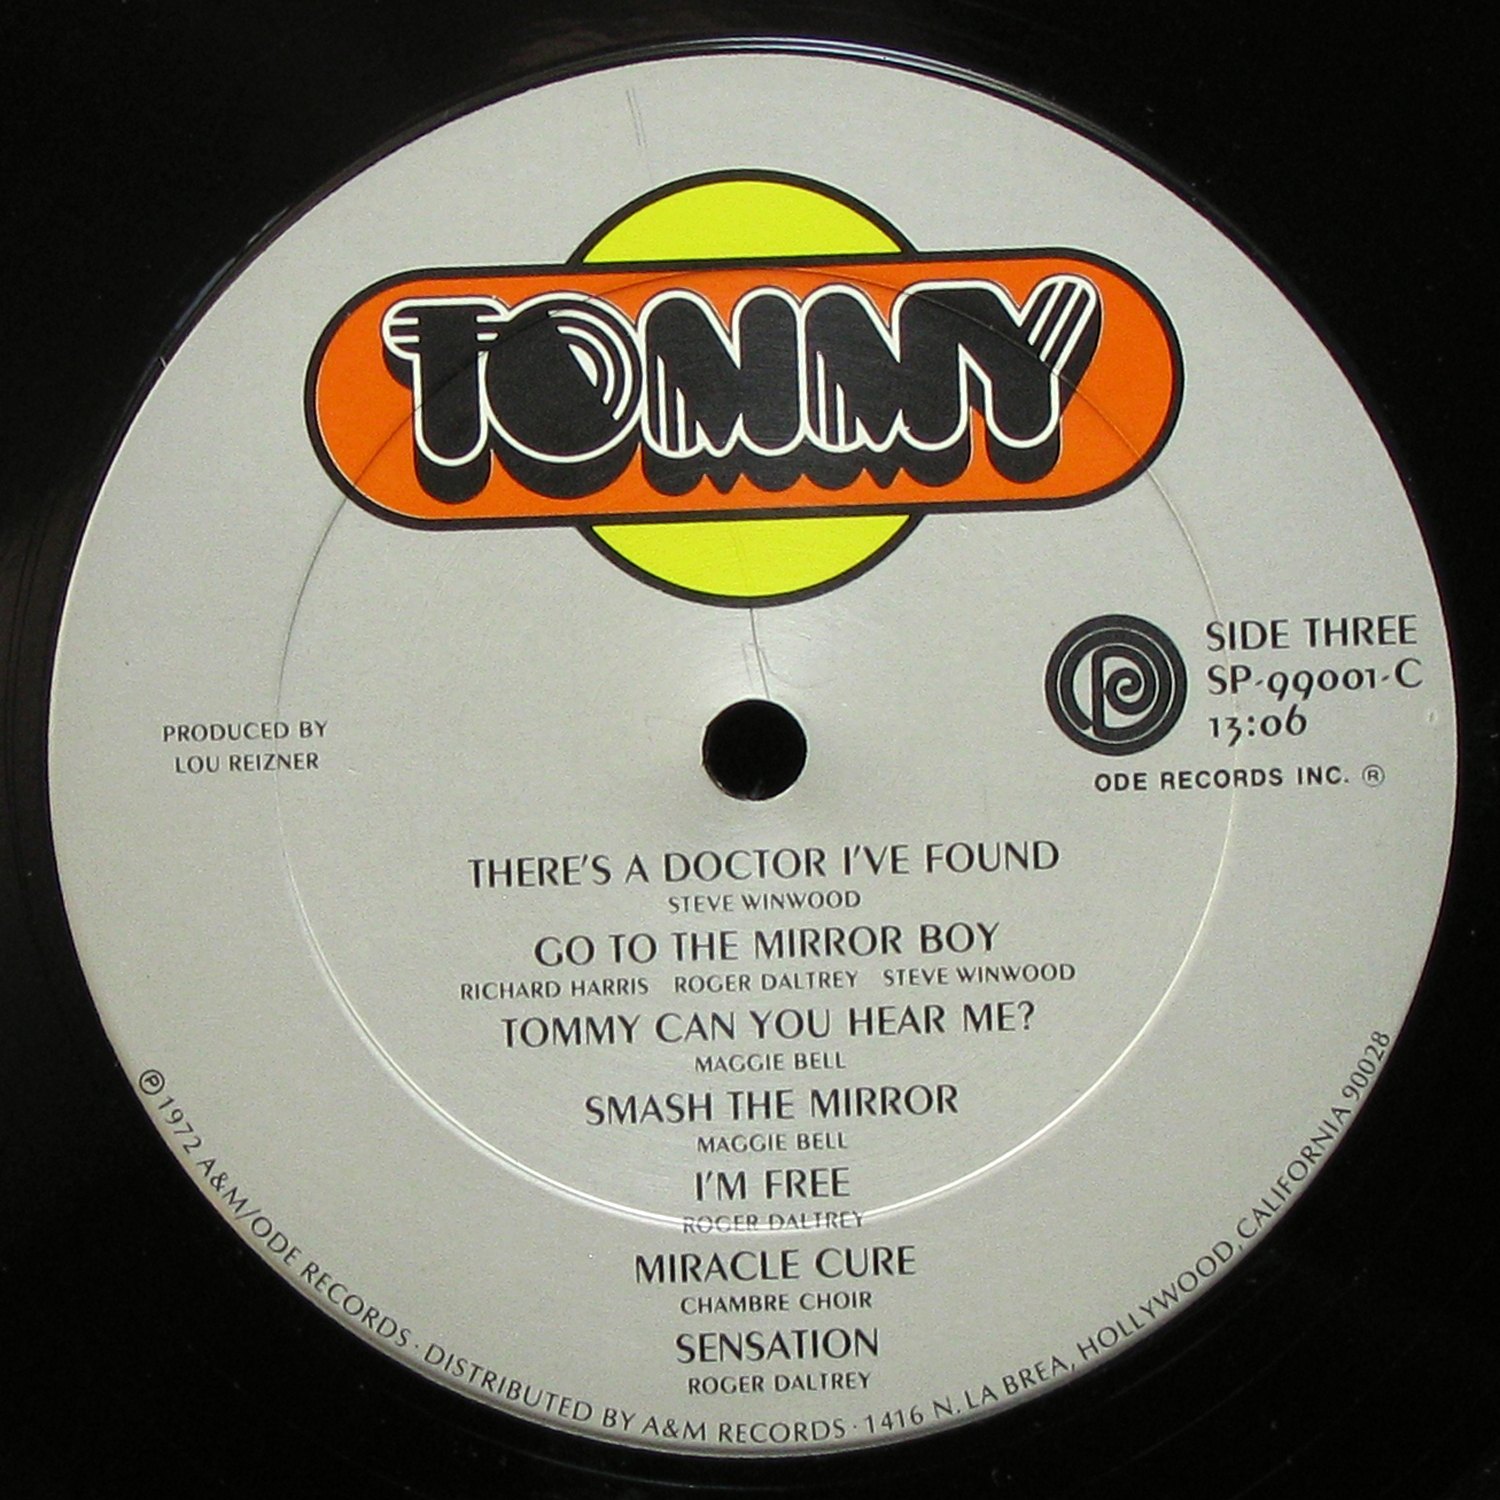 TOMMY
SIDE THREE
SP-99001-C
13:06
ODE RECORDS INC. ®
PRODUCED BY
LOU REIZNER
THERE'S A DOCTOR I'VE FOUND
STEVE WINWOOD
GO TO THE MIRROR BOY
RICHARD HARRIS ROGER DALTREY STEVE WINWOOD
TOMMY CAN YOU HEAR ME?
MAGGIE BELL
SMASH THE MIRROR
MAGGIE BELL
I'M FREE
ROGER DALTREY
MIRACLE CURE
CHAMBRE CHOIR
SENSATION
ROGER DALTREY
℗ 1972 A&M/ODE RECORDS · DISTRIBUTED BY A&M RECORDS · 1416 N. LA BREA, HOLLYWOOD, CALIFORNIA 90028